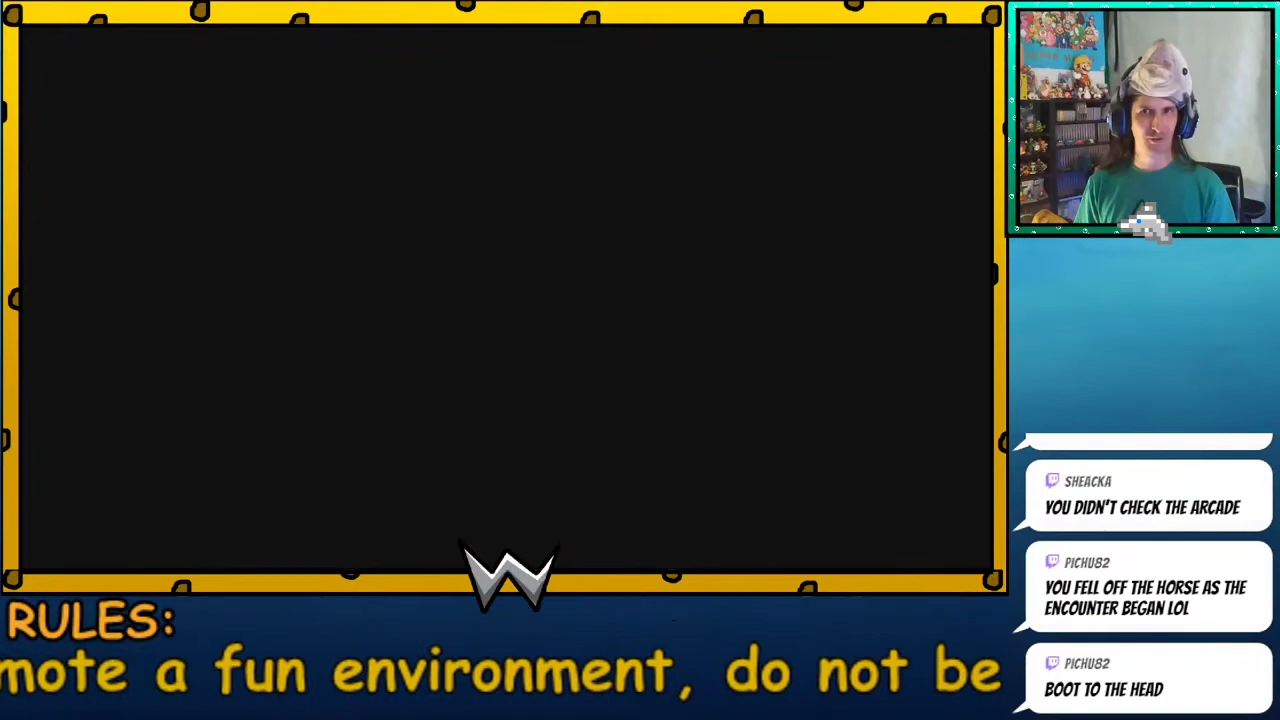 SHEACKA
YOU DIDN'T CHECK THE ARCADE
PICHU82
YOU FELL OFF THE HORSE AS THE
ENCOUNTER BEGAN LOL
PICHU82
BOOT TO THE HEAD
RULES:
mote a fun environment, do not be